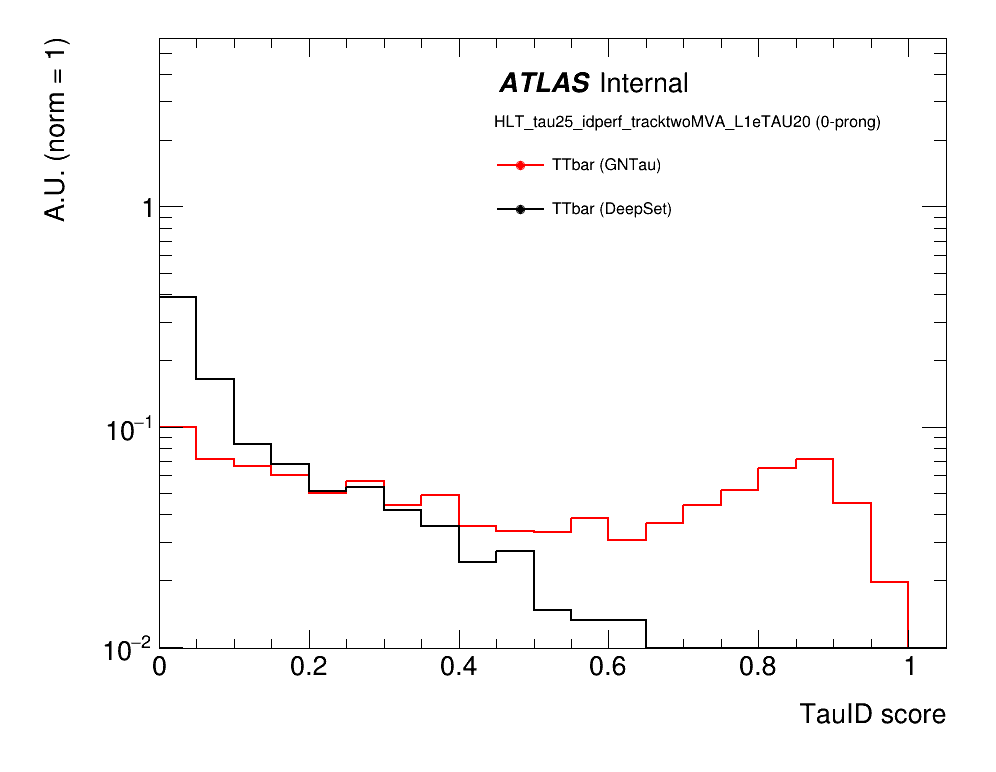 A.U. (norm = 1)
ATLAS Internal
HLT_tau25_idperf_tracktwoMVA_L1eTAU20 (0-prong)
TTbar (GNTau)
TTbar (DeepSet)
1
10⁻¹
10⁻²
0 0.2 0.4 0.6 0.8 1
TauID score